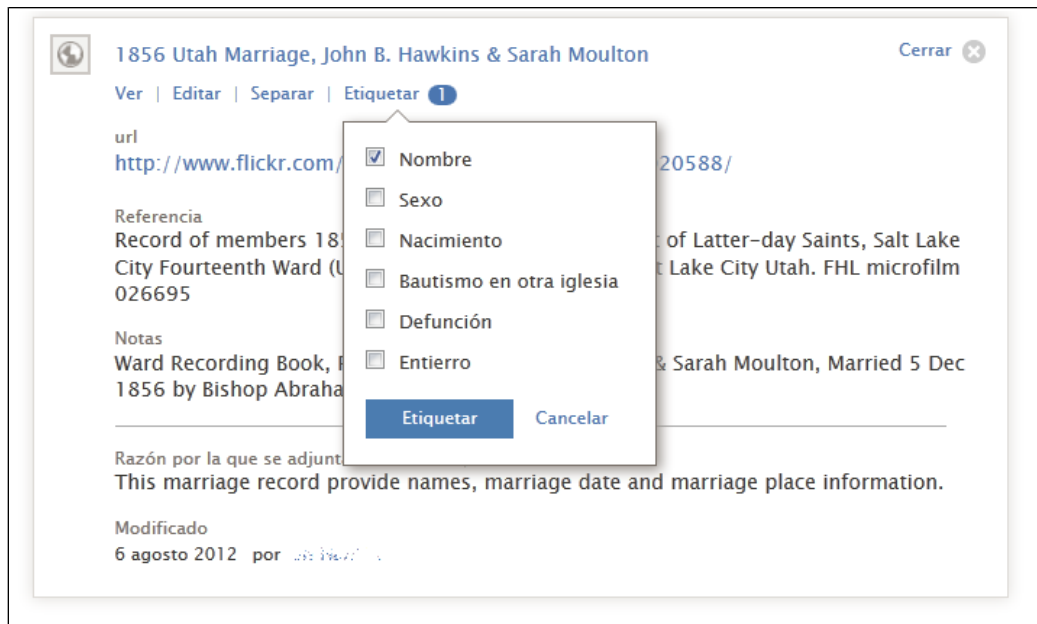 1856 Utah Marriage, John B. Hawkins & Sarah Moulton
Cerrar
Ver | Editar | Separar | Etiquetar 1
url
http://www.flickr.com/ 20588/
Nombre
Sexo
Nacimiento
Bautismo en otra iglesia
Defunción
Entierro
Etiquetar Cancelar
Referencia
Record of members of Latter-day Saints, Salt Lake
City Fourteenth Ward Lake City Utah. FHL microfilm
026695
Notas
Ward Recording Book, & Sarah Moulton, Married 5 Dec
1856 by Bishop
Razón por la que se
This marriage record provide names, marriage date and marriage place information.
Modificado
6 agosto 2012 por